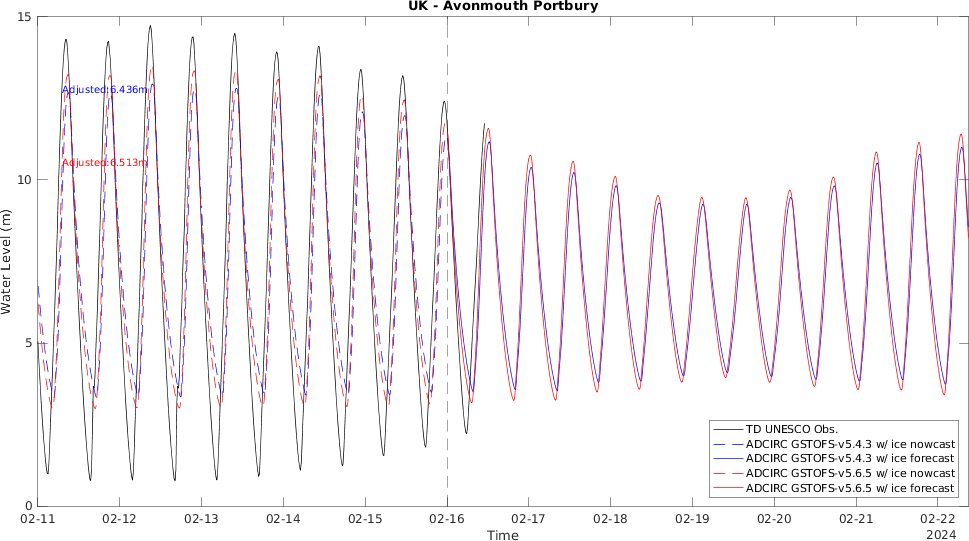 UK - Avonmouth Portbury
15
10
5
0
Water Level (m)
Adjusted:6.436m
Adjusted:6.513m
TD UNESCO Obs.
ADCIRC GSTOFS-v5.4.3 w/ ice nowcast
ADCIRC GSTOFS-v5.4.3 w/ ice forecast
ADCIRC GSTOFS-v5.6.5 w/ ice nowcast
ADCIRC GSTOFS-v5.6.5 w/ ice forecast
02-11 02-12 02-13 02-14 02-15 02-16 02-17 02-18 02-19 02-20 02-21 02-22
Time
2024